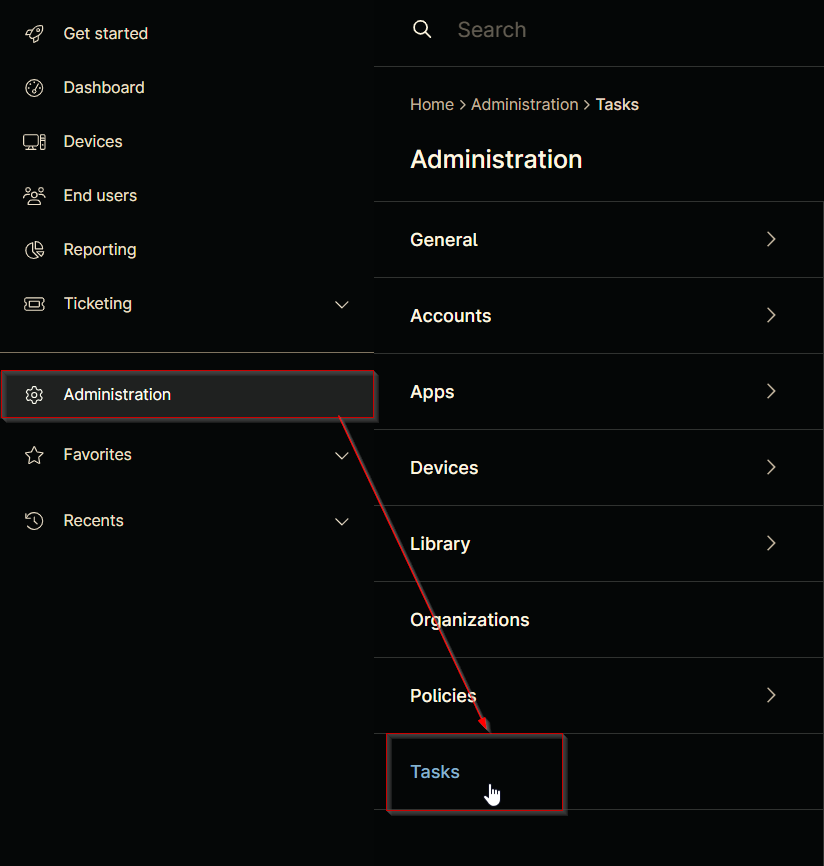 Get started
Dashboard
Devices
End users
Reporting
Ticketing
Administration
Favorites
Recents
Search
Home > Administration > Tasks
Administration
General
Accounts
Apps
Devices
Library
Organizations
Policies
Tasks